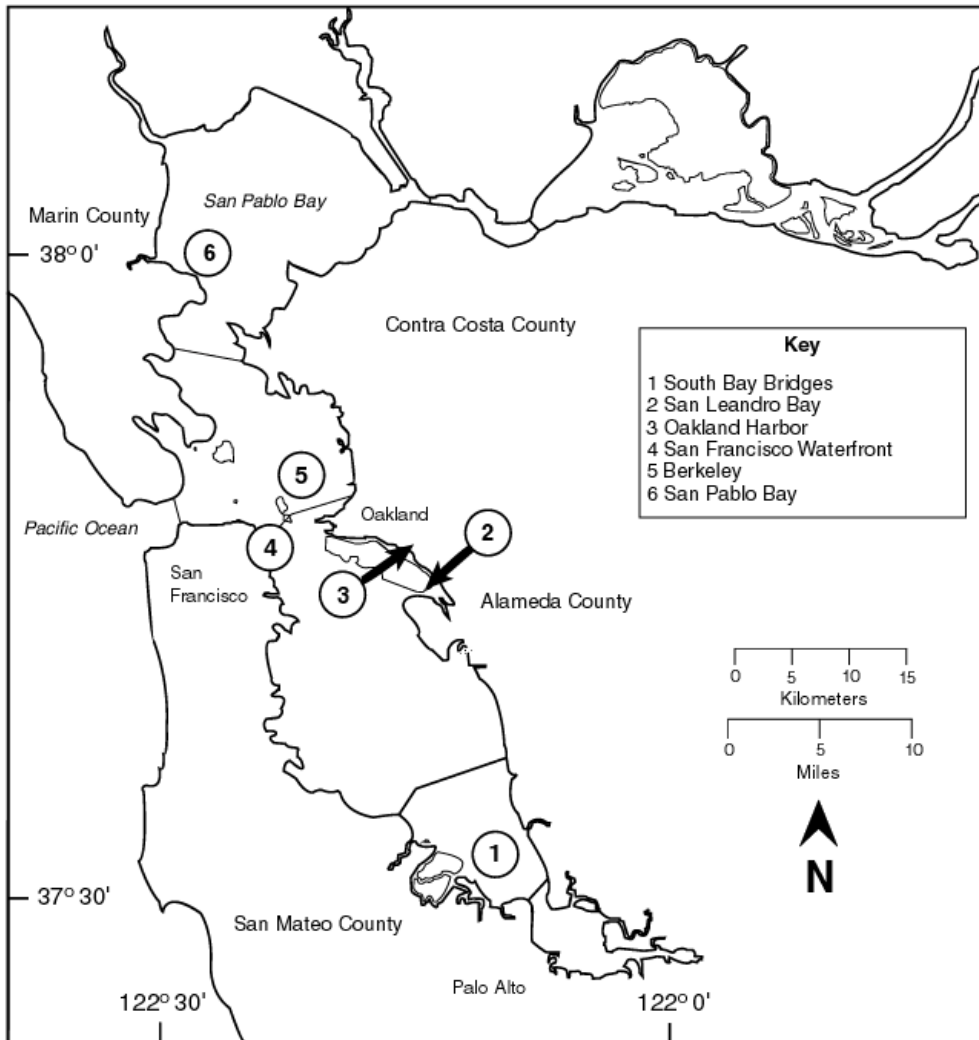 San Pablo Bay
Marin County
6
38° 0'
Contra Costa County
Key
1 South Bay Bridges
2 San Leandro Bay
3 Oakland Harbor
4 San Francisco Waterfront
5 Berkeley
6 San Pablo Bay
5
Pacific Ocean
Oakland
2
4
San
Francisco
3
Alameda County
0 5 10 15
Kilometers
0 5 10
Miles
1
N
37° 30'
San Mateo County
Palo Alto
122° 30'
122° 0'